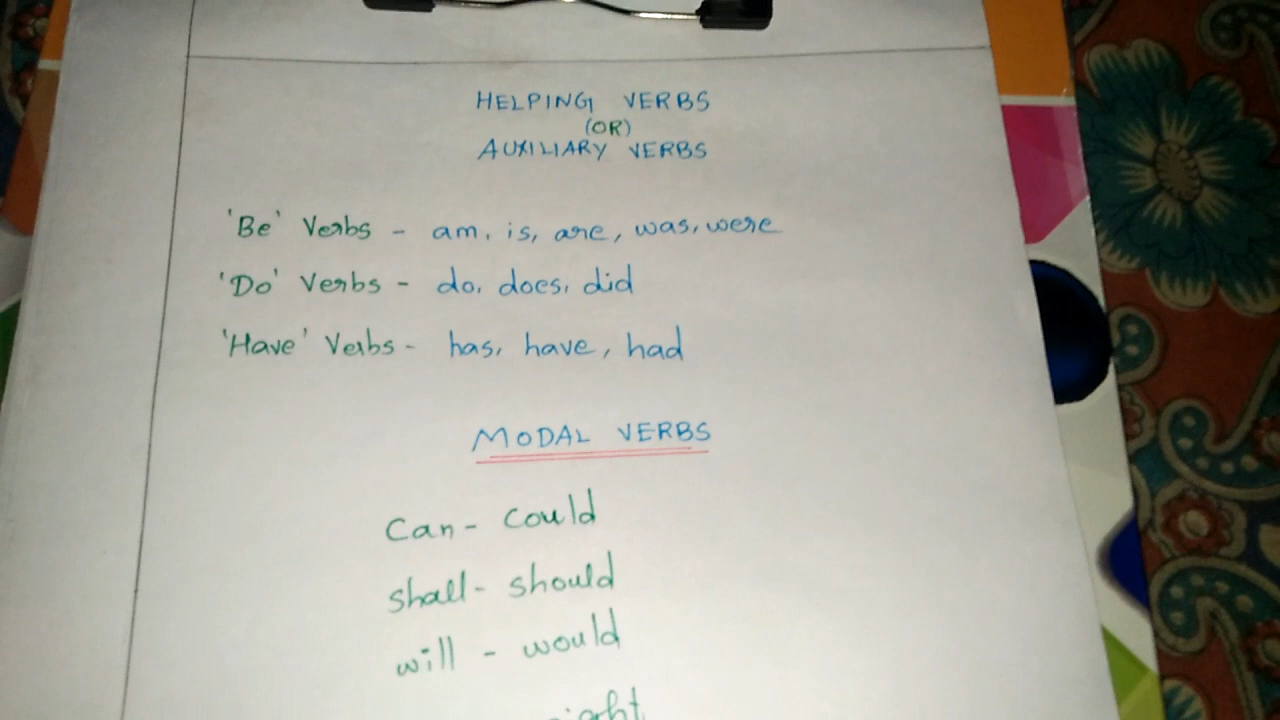 HELPING VERBS
(OR)
AUXILIARY VERBS
'Be' Verbs - am, is, are, was, were
'Do' Verbs - do, does, did
'Have' Verbs - has, have, had
MODAL VERBS
Can - Could
shall - should
will - would